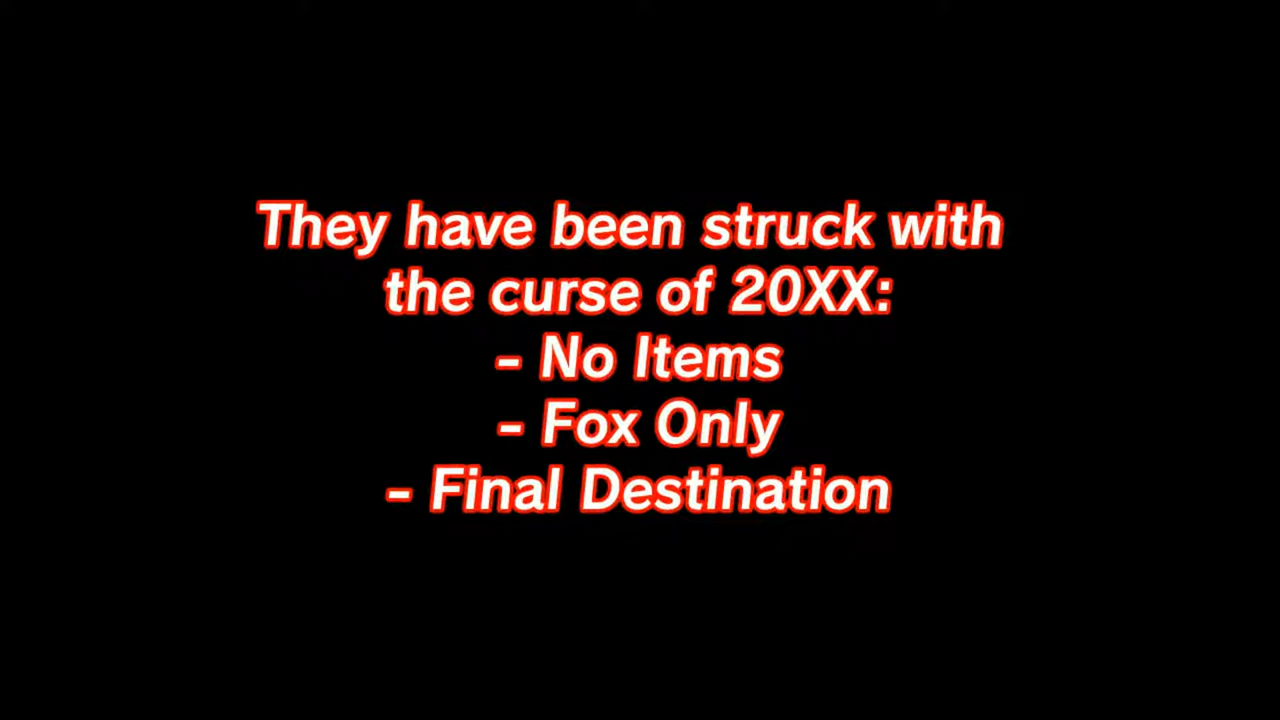 They have been struck with
the curse of 20XX:
- No Items
- Fox Only
- Final Destination